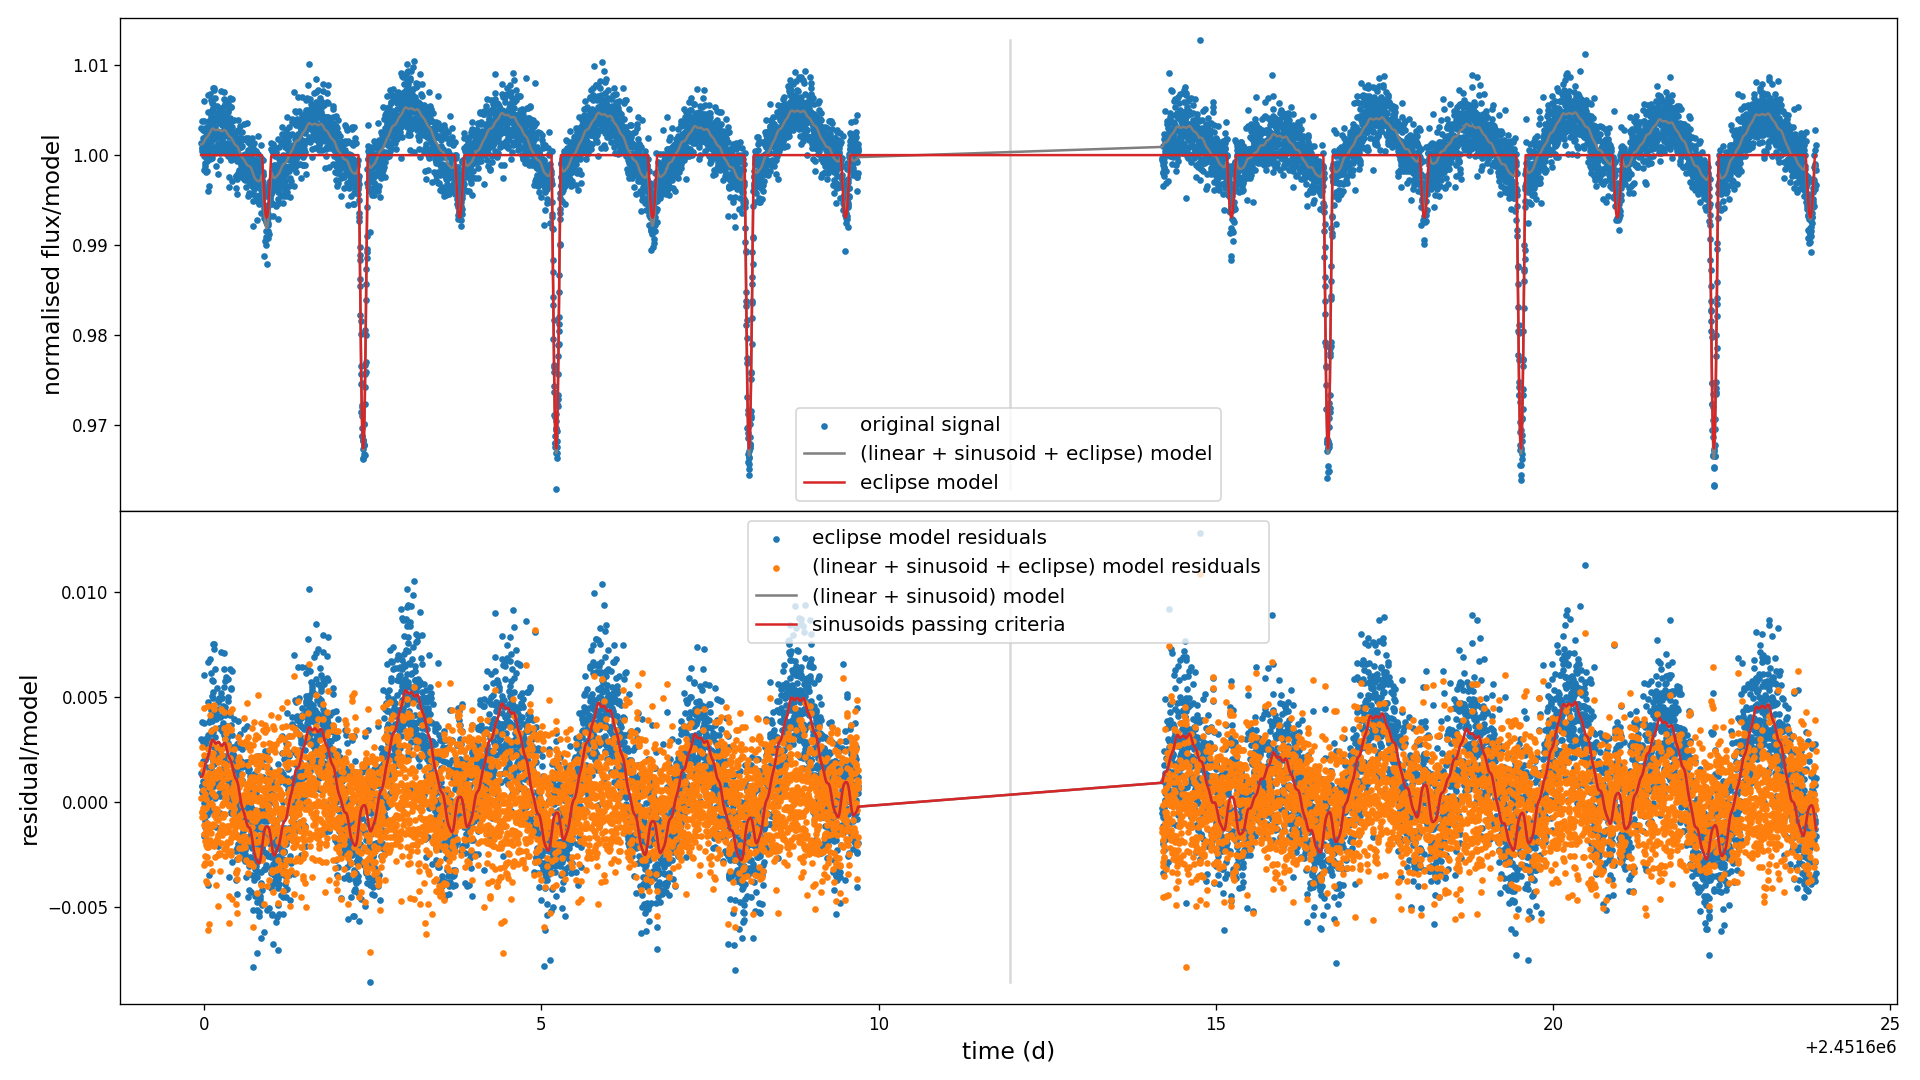 normalised flux/model
1.01
1.00
0.99
0.98
0.97
original signal
(linear + sinusoid + eclipse) model
eclipse model
residual/model
0.010
0.005
0.000
−0.005
eclipse model residuals
(linear + sinusoid + eclipse) model residuals
(linear + sinusoid) model
sinusoids passing criteria
0 5 10 15 20 25
time (d)
+2.4516e6